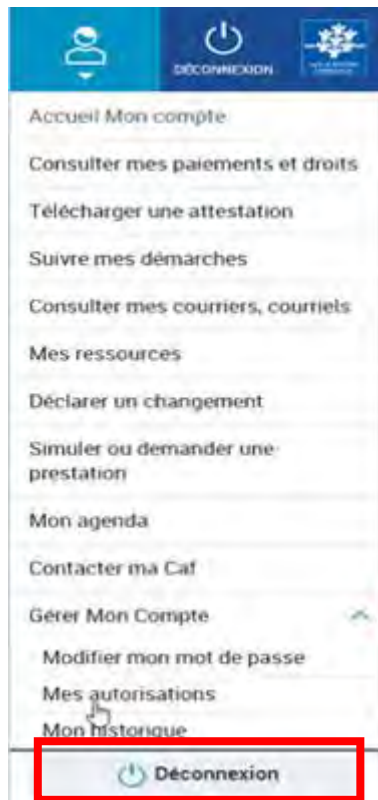 DÉCONNEXION
Accueil Mon compte
Consulter mes paiements et droits
Télécharger une attestation
Suivre mes démarches
Consulter mes courriers, courriels
Mes ressources
Déclarer un changement
Simuler ou demander une
prestation
Mon agenda
Contacter ma Caf
Gérer Mon Compte
Modifier mon mot de passe
Mes autorisations
Mon historique
Déconnexion